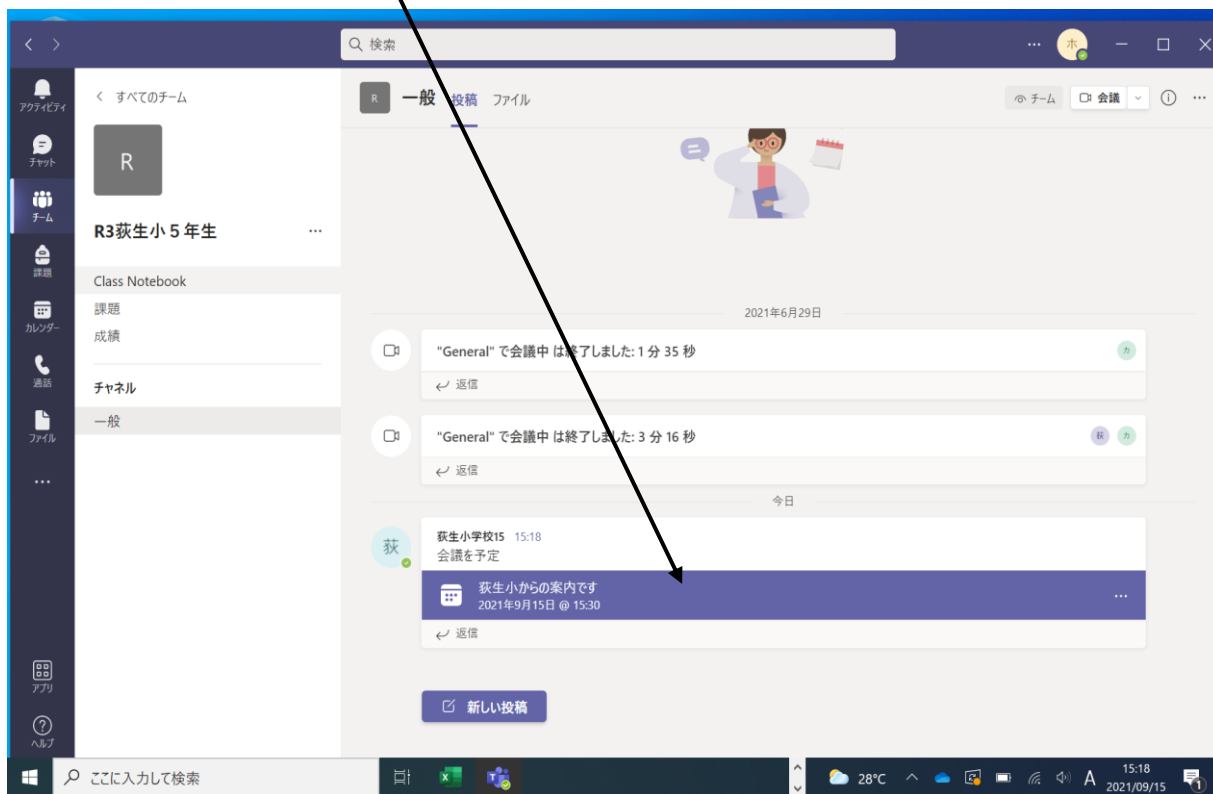 検索
ホ
アクティビティ
チャット
チーム
課題
カレンダー
通話
ファイル
アプリ
ヘルプ
すべてのチーム
R
R3荻生小５年生
Class Notebook
課題
成績
チャネル
一般
R
一般 投稿 ファイル
チーム
会議
2021年6月29日
"General" で会議中 は終了しました: 1 分 35 秒
カ
返信
"General" で会議中 は終了しました: 3 分 16 秒
荻 カ
返信
今日
荻
荻生小学校15 15:18
会議を予定
荻生小からの案内です
2021年9月15日 @ 15:30
返信
新しい投稿
ここに入力して検索
28°C
A
15:18
2021/09/15
1